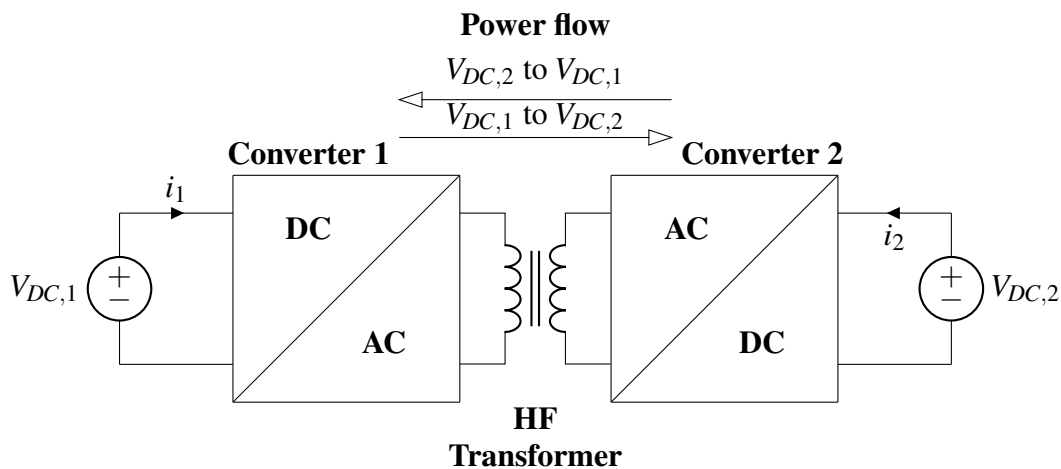 Power flow
V_{DC,2} to V_{DC,1}
V_{DC,1} to V_{DC,2}
Converter 1
Converter 2
i_1
DC
AC
AC
DC
i_2
V_{DC,1}
+
−
+
−
V_{DC,2}
HF
Transformer